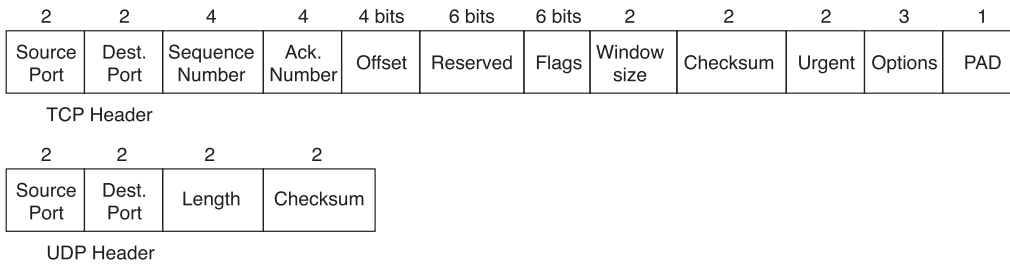 2 2 4 4 4 bits 6 bits 6 bits 2 2 2 3 1
Source Port Dest. Port Sequence Number Ack. Number Offset Reserved Flags Window size Checksum Urgent Options PAD
TCP Header
2 2 2 2
Source Port Dest. Port Length Checksum
UDP Header